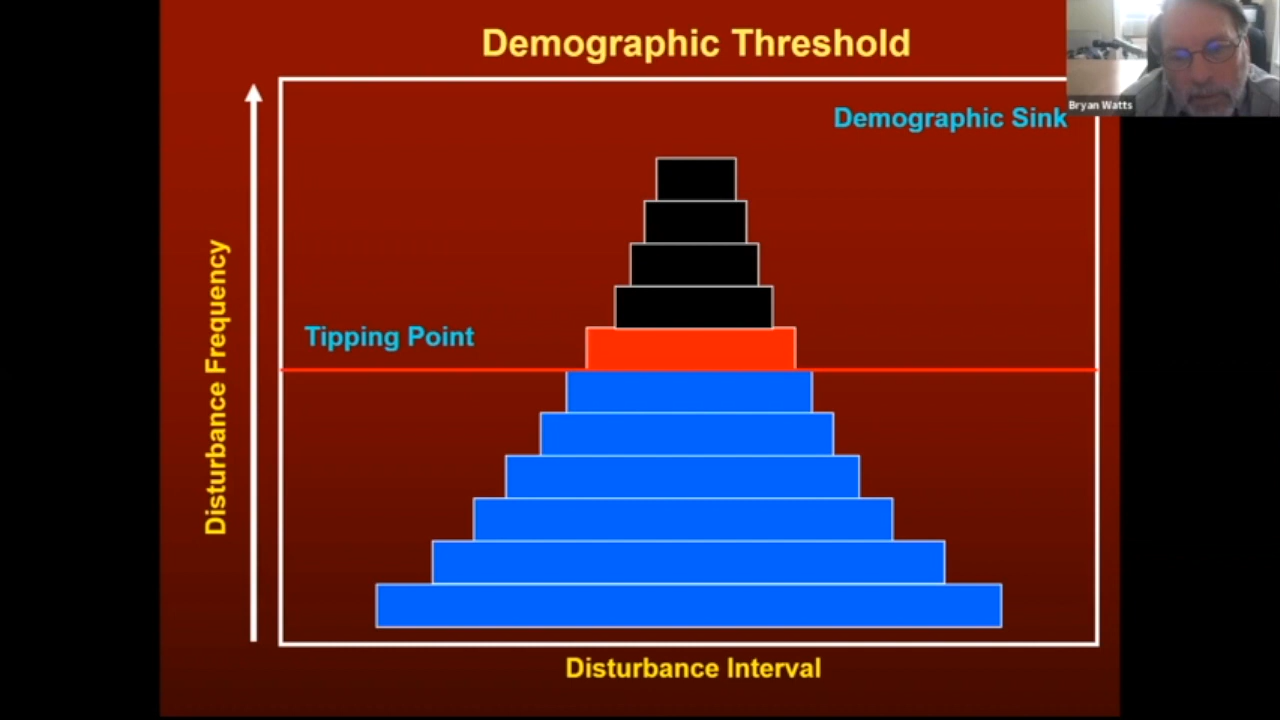 Demographic Threshold
Bryan Watts
Demographic Sink
Tipping Point
Disturbance Frequency
Disturbance Interval